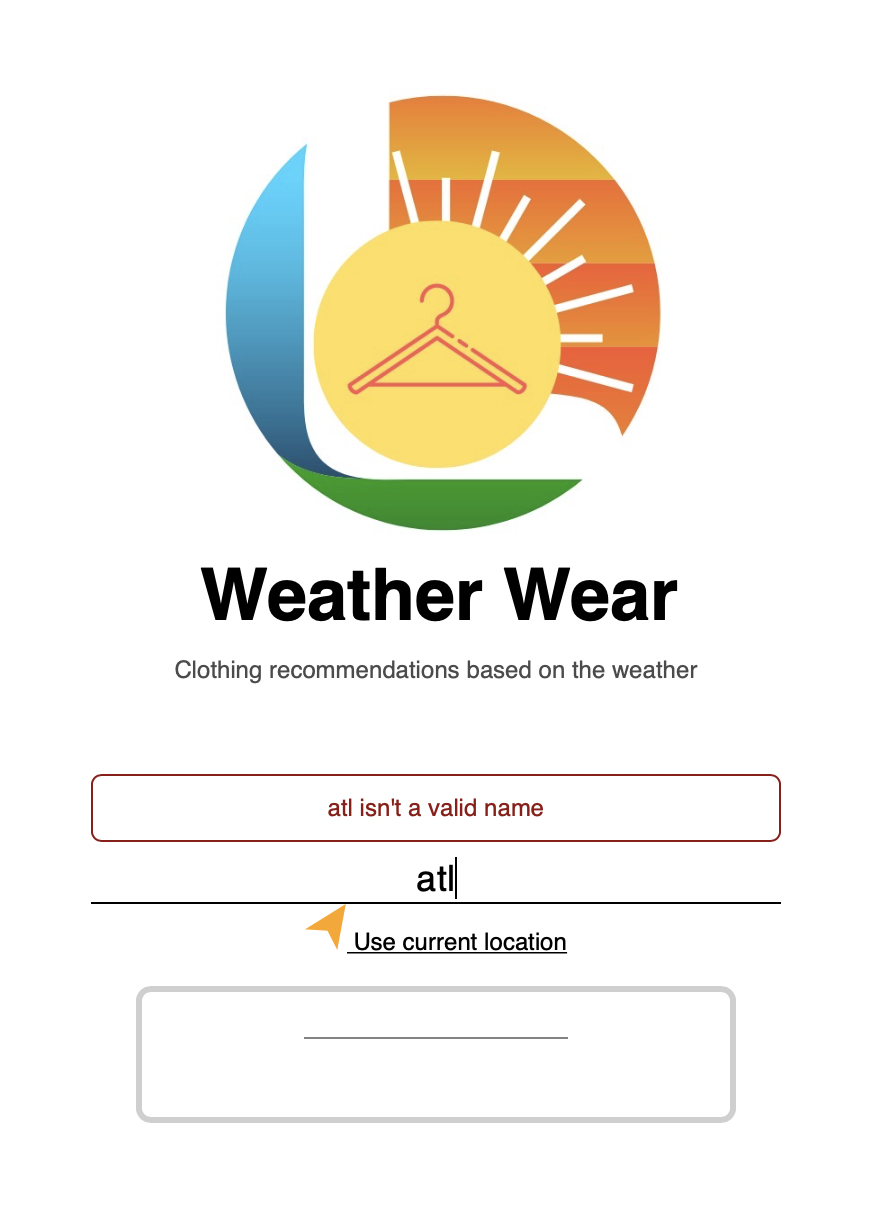 Weather Wear
Clothing recommendations based on the weather
atl isn't a valid name
atl
Use current location